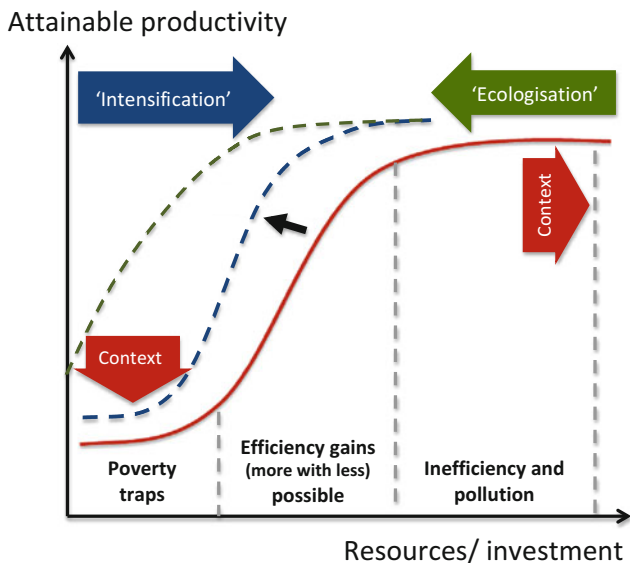 Attainable productivity
‘Intensification’
‘Ecologisation’
Context
Context
Poverty
traps
Efficiency gains
(more with less)
possible
Inefficiency and
pollution
Resources/ investment